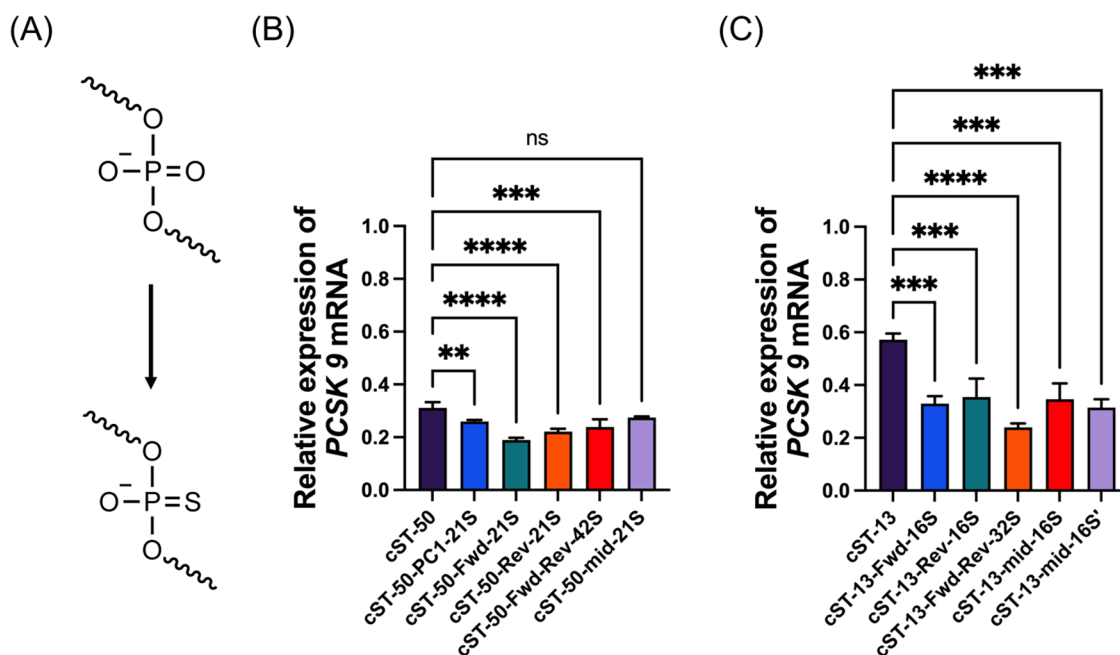 (A)
O
O
–
P
=
O
O
O
O
–
P
=
S
O
(B)
ns
***
****
****
**
Relative expression of
PCSK 9 mRNA
1.0
0.8
0.6
0.4
0.2
0.0
cST-50
cST-50-PC1-21S
cST-50-Fwd-21S
cST-50-Rev-21S
cST-50-Fwd-Rev-42S
cST-50-mid-21S
(C)
***
***
****
***
***
Relative expression of
PCSK 9 mRNA
1.0
0.8
0.6
0.4
0.2
0.0
cST-13
cST-13-Fwd-16S
cST-13-Rev-16S
cST-13-Fwd-Rev-32S
cST-13-mid-16S
cST-13-mid-16S'